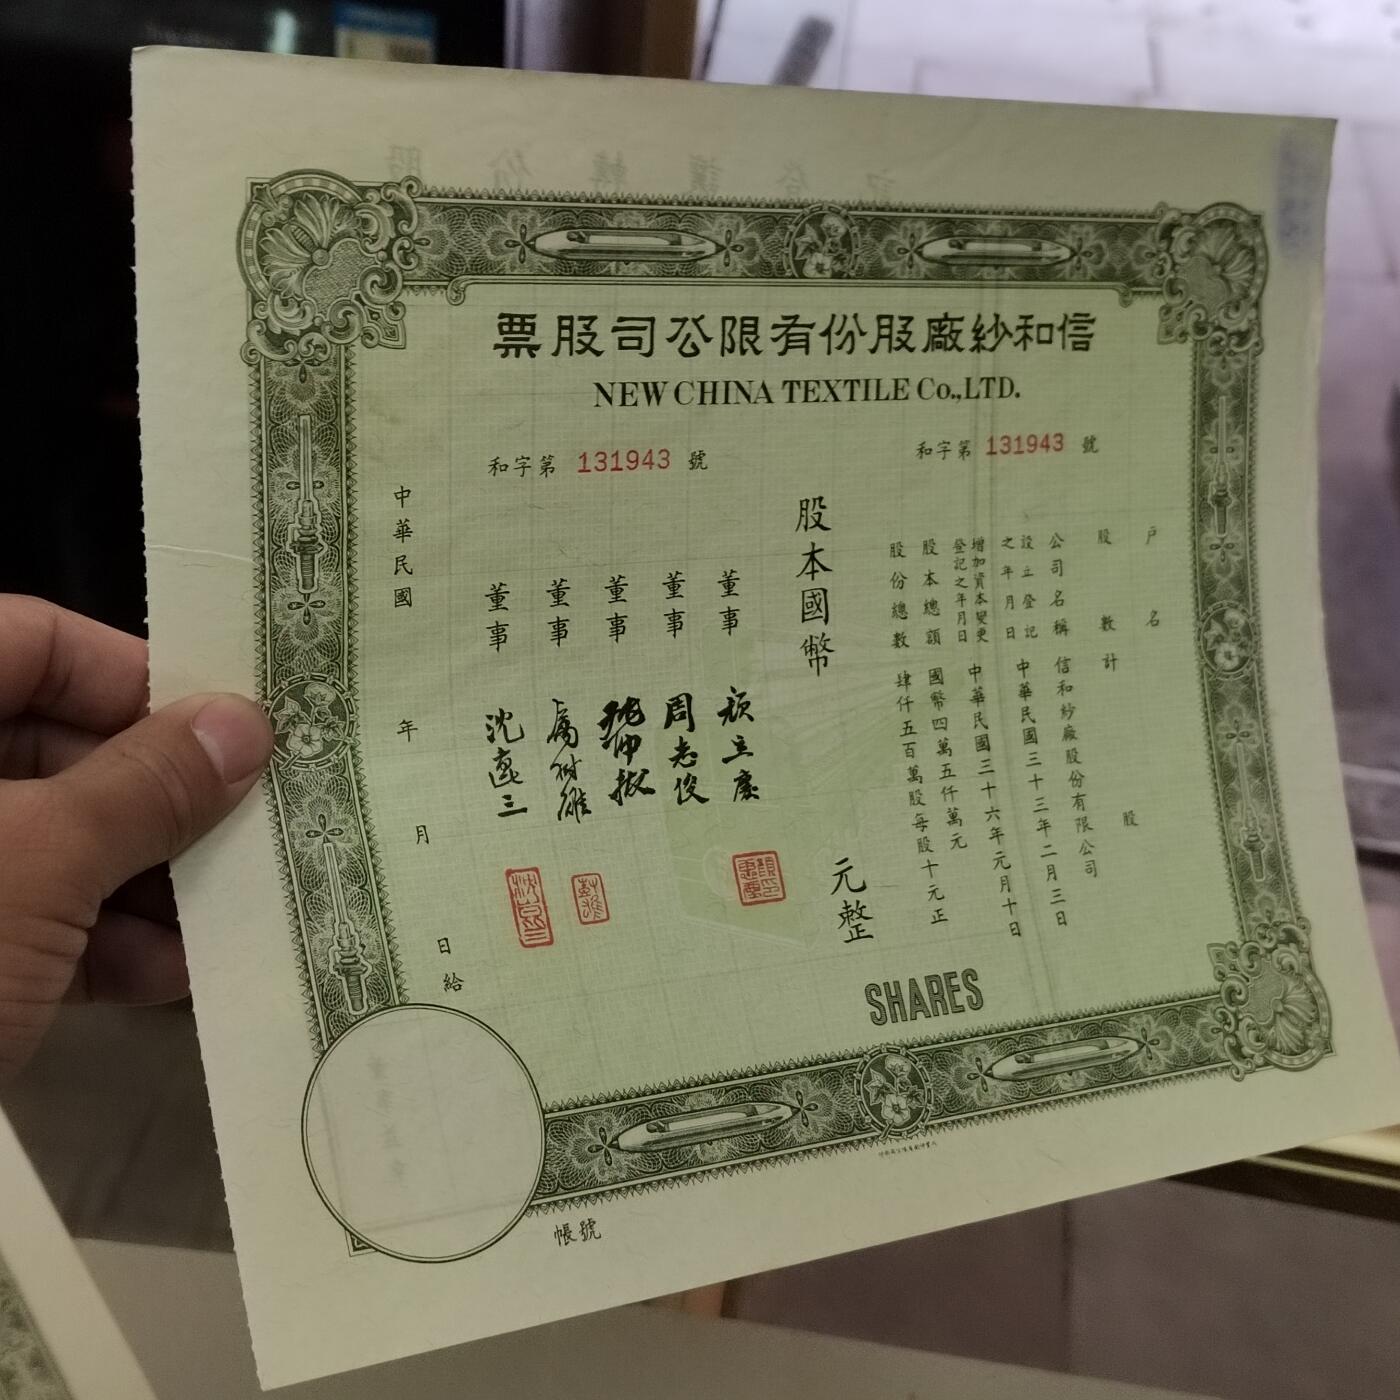 信和紗廠股份有限公司股票
NEW CHINA TEXTILE Co.,LTD.
和字第 131943 號
和字第 131943 號
戶名
股數計 股
公司名稱 信和紗廠股份有限公司
設立登記之年月日 中華民國三十三年二月三日
增加資本變更登記之年月日 中華民國三十六年元月十日
股本總額 國幣四萬五仟萬元
股份總數 肆仟五百萬股每股十元正
股本國幣 元整
SHARES
董事
董事 周志俊
董事
董事
董事
中華民國 年 月 日給
帳號